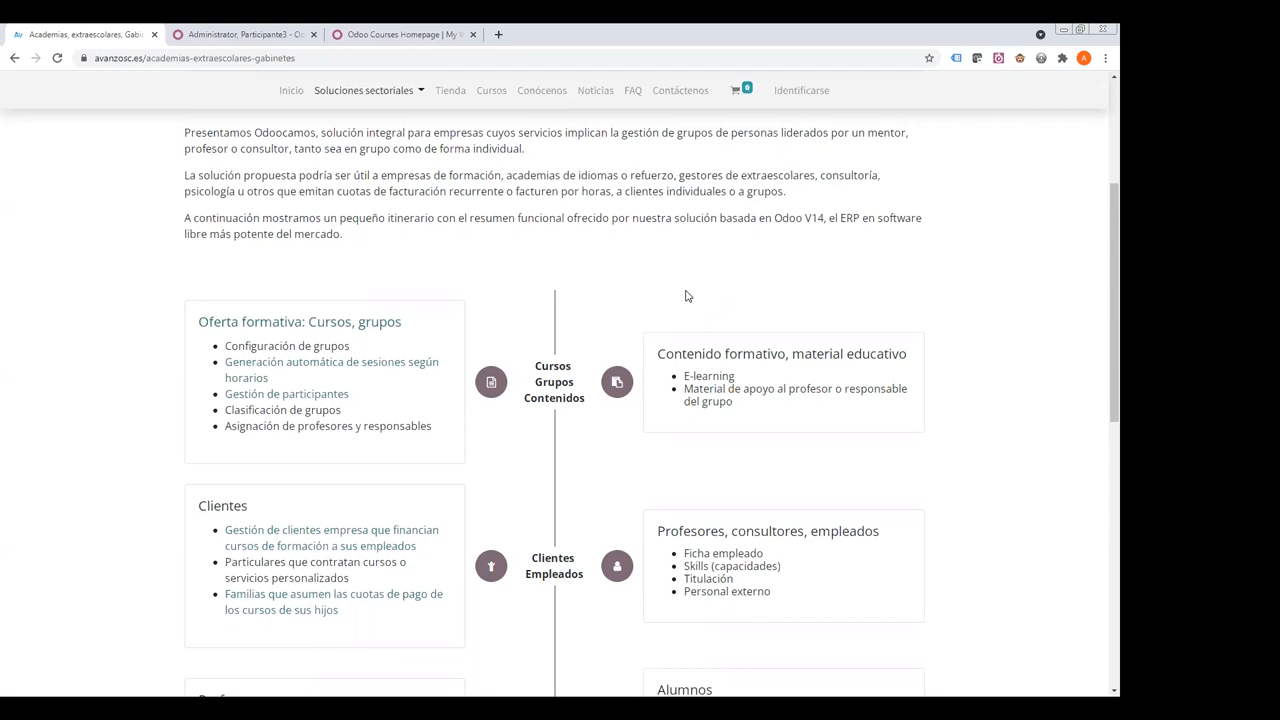 Academias, extraescolares, Gabi
Administrator, Participante3 - Od
Odoo Courses Homepage | My W
avanzosc.es/academias-extraescolares-gabinetes
A
Inicio
Soluciones sectoriales
Tienda
Cursos
Conócenos
Noticias
FAQ
Contáctenos
0
Identificarse
Presentamos Odoocamos, solución integral para empresas cuyos servicios implican la gestión de grupos de personas liderados por un mentor,
profesor o consultor, tanto sea en grupo como de forma individual.
La solución propuesta podría ser útil a empresas de formación, academias de idiomas o refuerzo, gestores de extraescolares, consultoría,
psicología u otros que emitan cuotas de facturación recurrente o facturen por horas, a clientes individuales o a grupos.
A continuación mostramos un pequeño itinerario con el resumen funcional ofrecido por nuestra solución basada en Odoo V14, el ERP en software
libre más potente del mercado.
Oferta formativa: Cursos, grupos
Configuración de grupos
Generación automática de sesiones según
horarios
Gestión de participantes
Clasificación de grupos
Asignación de profesores y responsables
Cursos
Grupos
Contenidos
Contenido formativo, material educativo
E-learning
Material de apoyo al profesor o responsable
del grupo
Clientes
Gestión de clientes empresa que financian
cursos de formación a sus empleados
Particulares que contratan cursos o
servicios personalizados
Familias que asumen las cuotas de pago de
los cursos de sus hijos
Clientes
Empleados
Profesores, consultores, empleados
Ficha empleado
Skills (capacidades)
Titulación
Personal externo
Alumnos